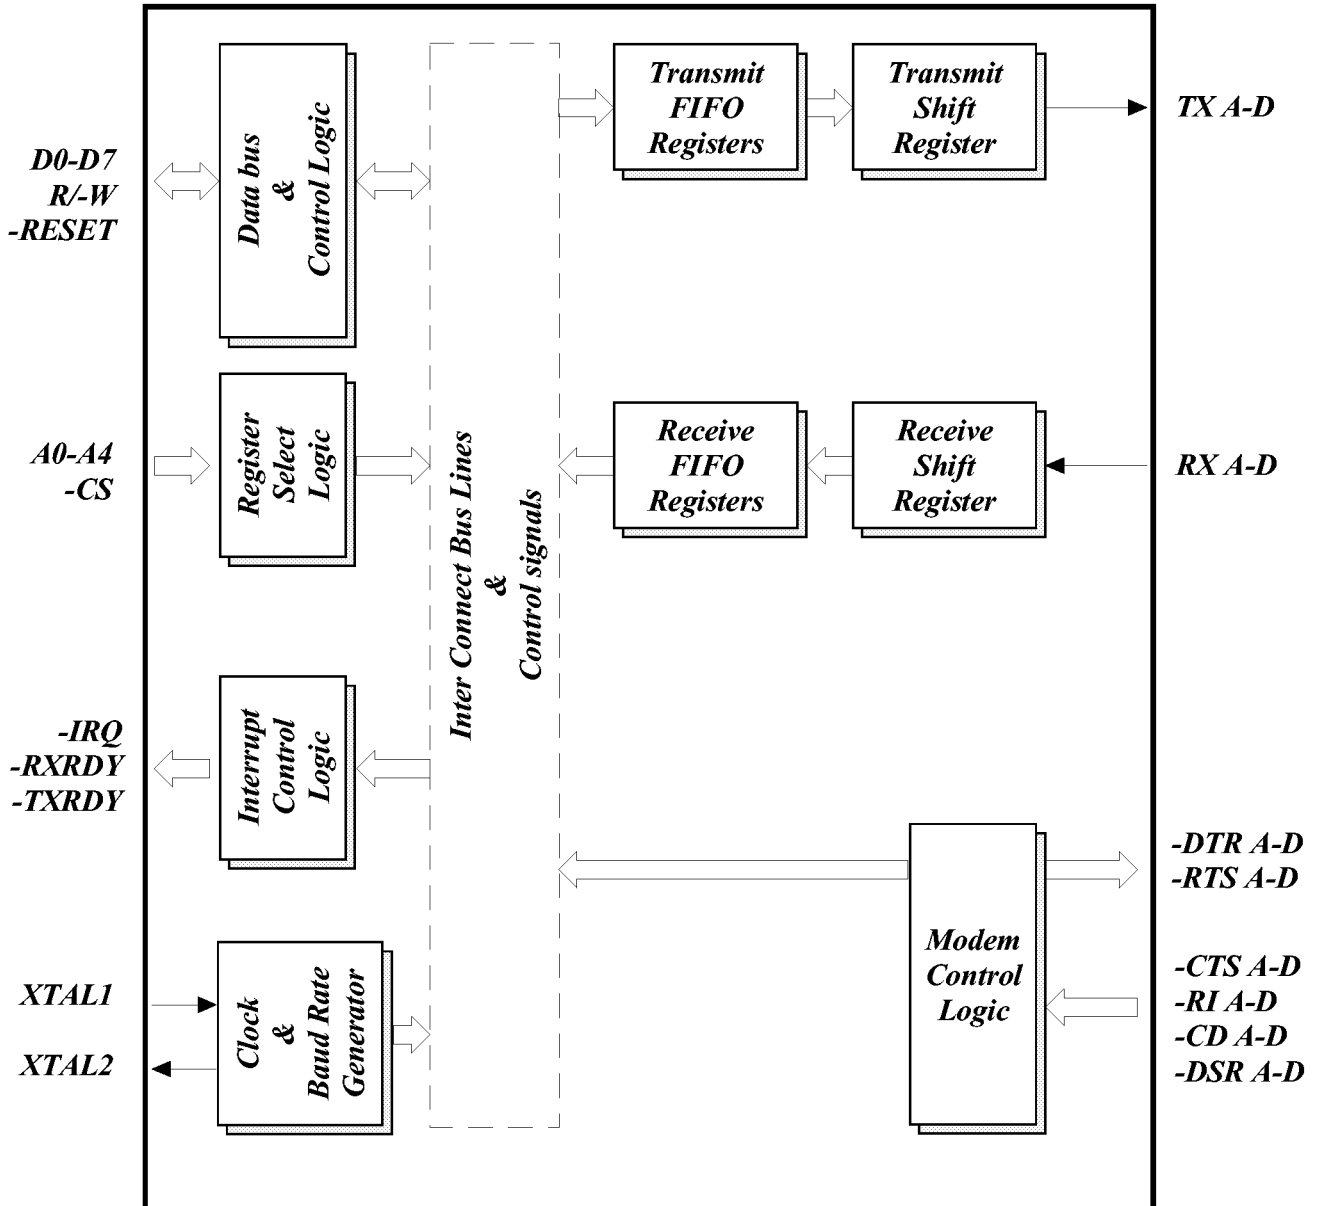 D0-D7
R/-W
-RESET
Data bus
&
Control Logic
A0-A4
-CS
Register
Select
Logic
-IRQ
-RXRDY
-TXRDY
Interrupt
Control
Logic
XTAL1
XTAL2
Clock
&
Baud Rate
Generator
Inter Connect Bus Lines
&
Control signals
Transmit
FIFO
Registers
Transmit
Shift
Register
TX A-D
Receive
FIFO
Registers
Receive
Shift
Register
RX A-D
Modem
Control
Logic
-DTR A-D
-RTS A-D
-CTS A-D
-RI A-D
-CD A-D
-DSR A-D